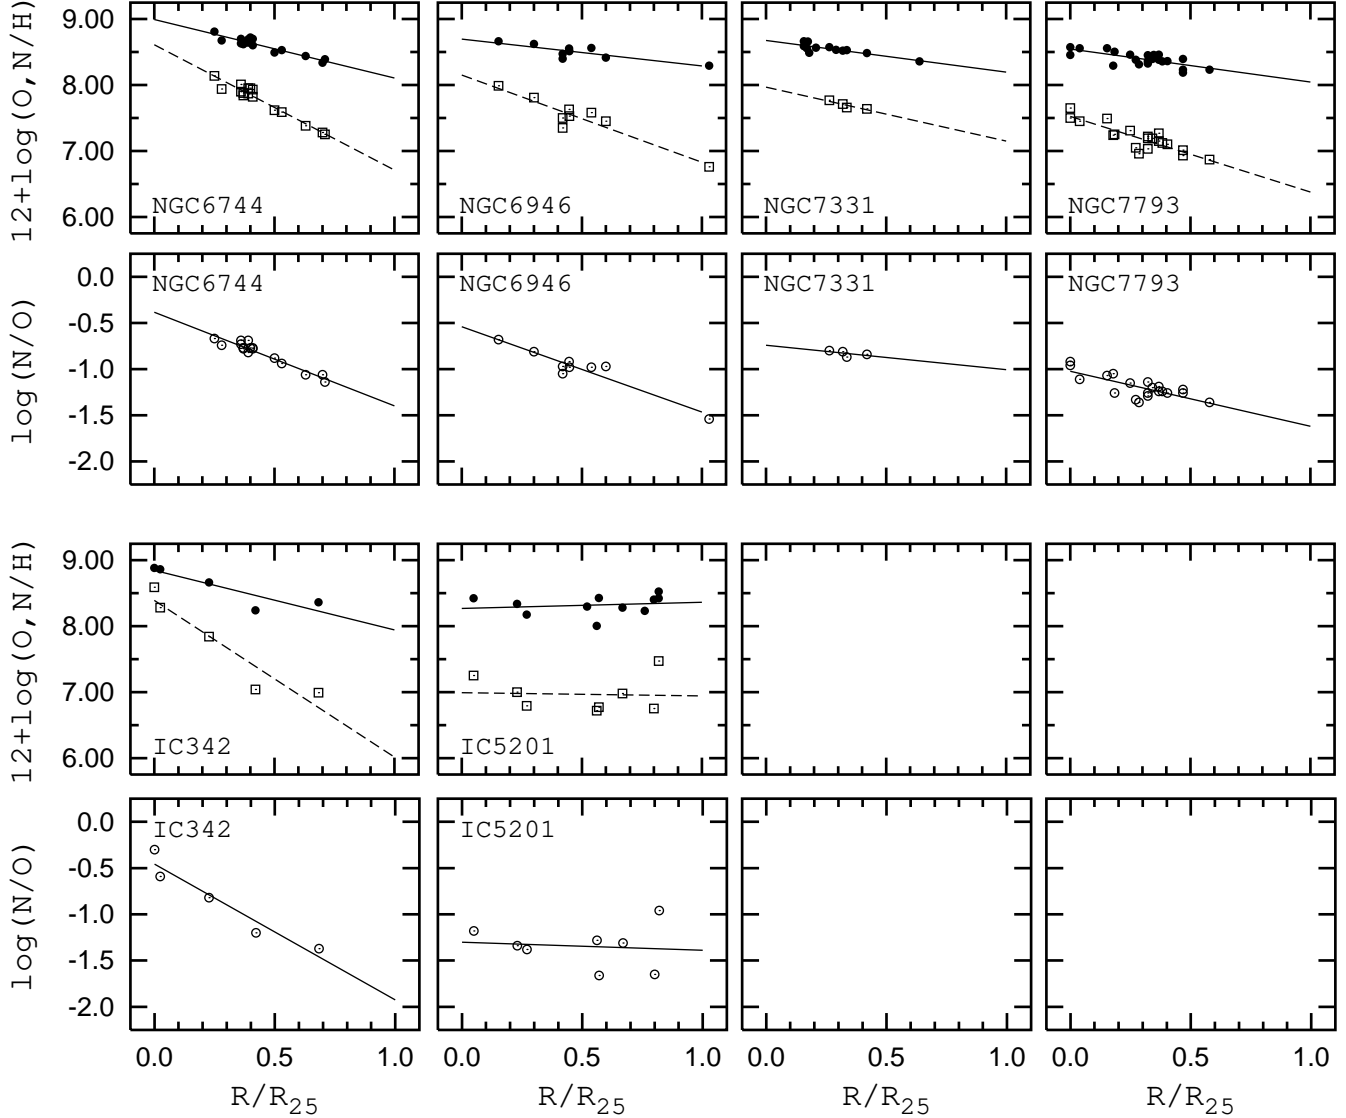 12+log(O,N/H)
9.00
8.00
7.00
6.00
NGC6744
NGC6946
NGC7331
NGC7793
log(N/O)
0.0
-0.5
-1.0
-1.5
-2.0
NGC6744
NGC6946
NGC7331
NGC7793
12+log(O,N/H)
9.00
8.00
7.00
6.00
IC342
IC5201
log(N/O)
0.0
-0.5
-1.0
-1.5
-2.0
IC342
IC5201
0.0 0.5 1.0 0.0 0.5 1.0 0.0 0.5 1.0 0.0 0.5 1.0
R/R25 R/R25 R/R25 R/R25